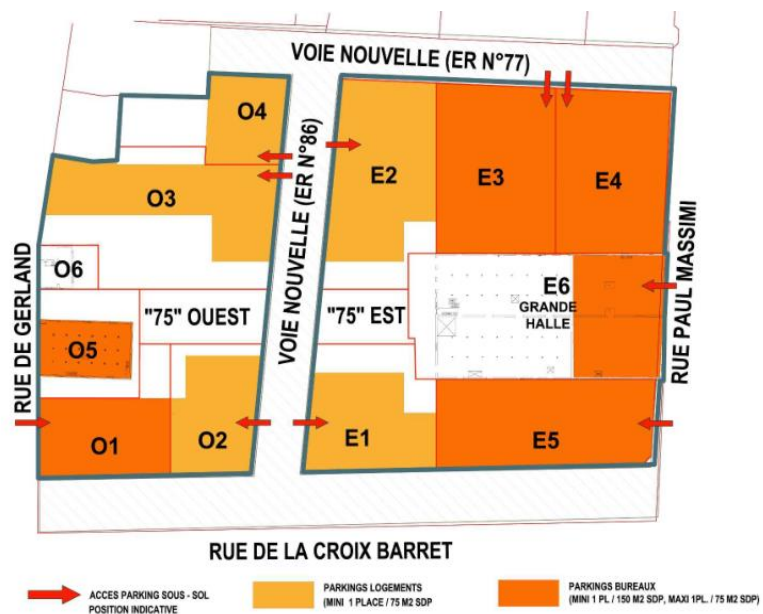 VOIE NOUVELLE (ER N°77)
O4
VOIE NOUVELLE (ER N°86)
E2
E3
E4
O3
RUE DE GERLAND
O6
"75" OUEST
"75" EST
E6
GRANDE
HALLE
RUE PAUL MASSIMI
O5
O1
O2
E1
E5
RUE DE LA CROIX BARRET
ACCES PARKING SOUS - SOL
POSITION INDICATIVE
PARKINGS LOGEMENTS
(MINI 1 PLACE / 75 M2 SDP
PARKINGS BUREAUX
(MINI 1 PL / 150 M2 SDP, MAXI 1PL. / 75 M2 SDP)